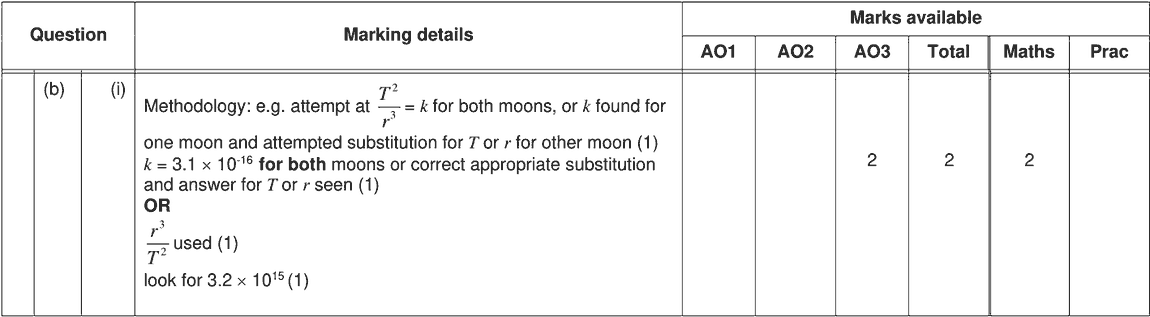 Question Marking details Marks available
AO1 AO2 AO3 Total Maths Prac
(b) (i) Methodology: e.g. attempt at T²/r³ = k for both moons, or k found for
one moon and attempted substitution for T or r for other moon (1)
k = 3.1 × 10⁻¹⁶ for both moons or correct appropriate substitution 2 2 2
and answer for T or r seen (1)
OR
r³/T² used (1)
look for 3.2 × 10¹⁵ (1)